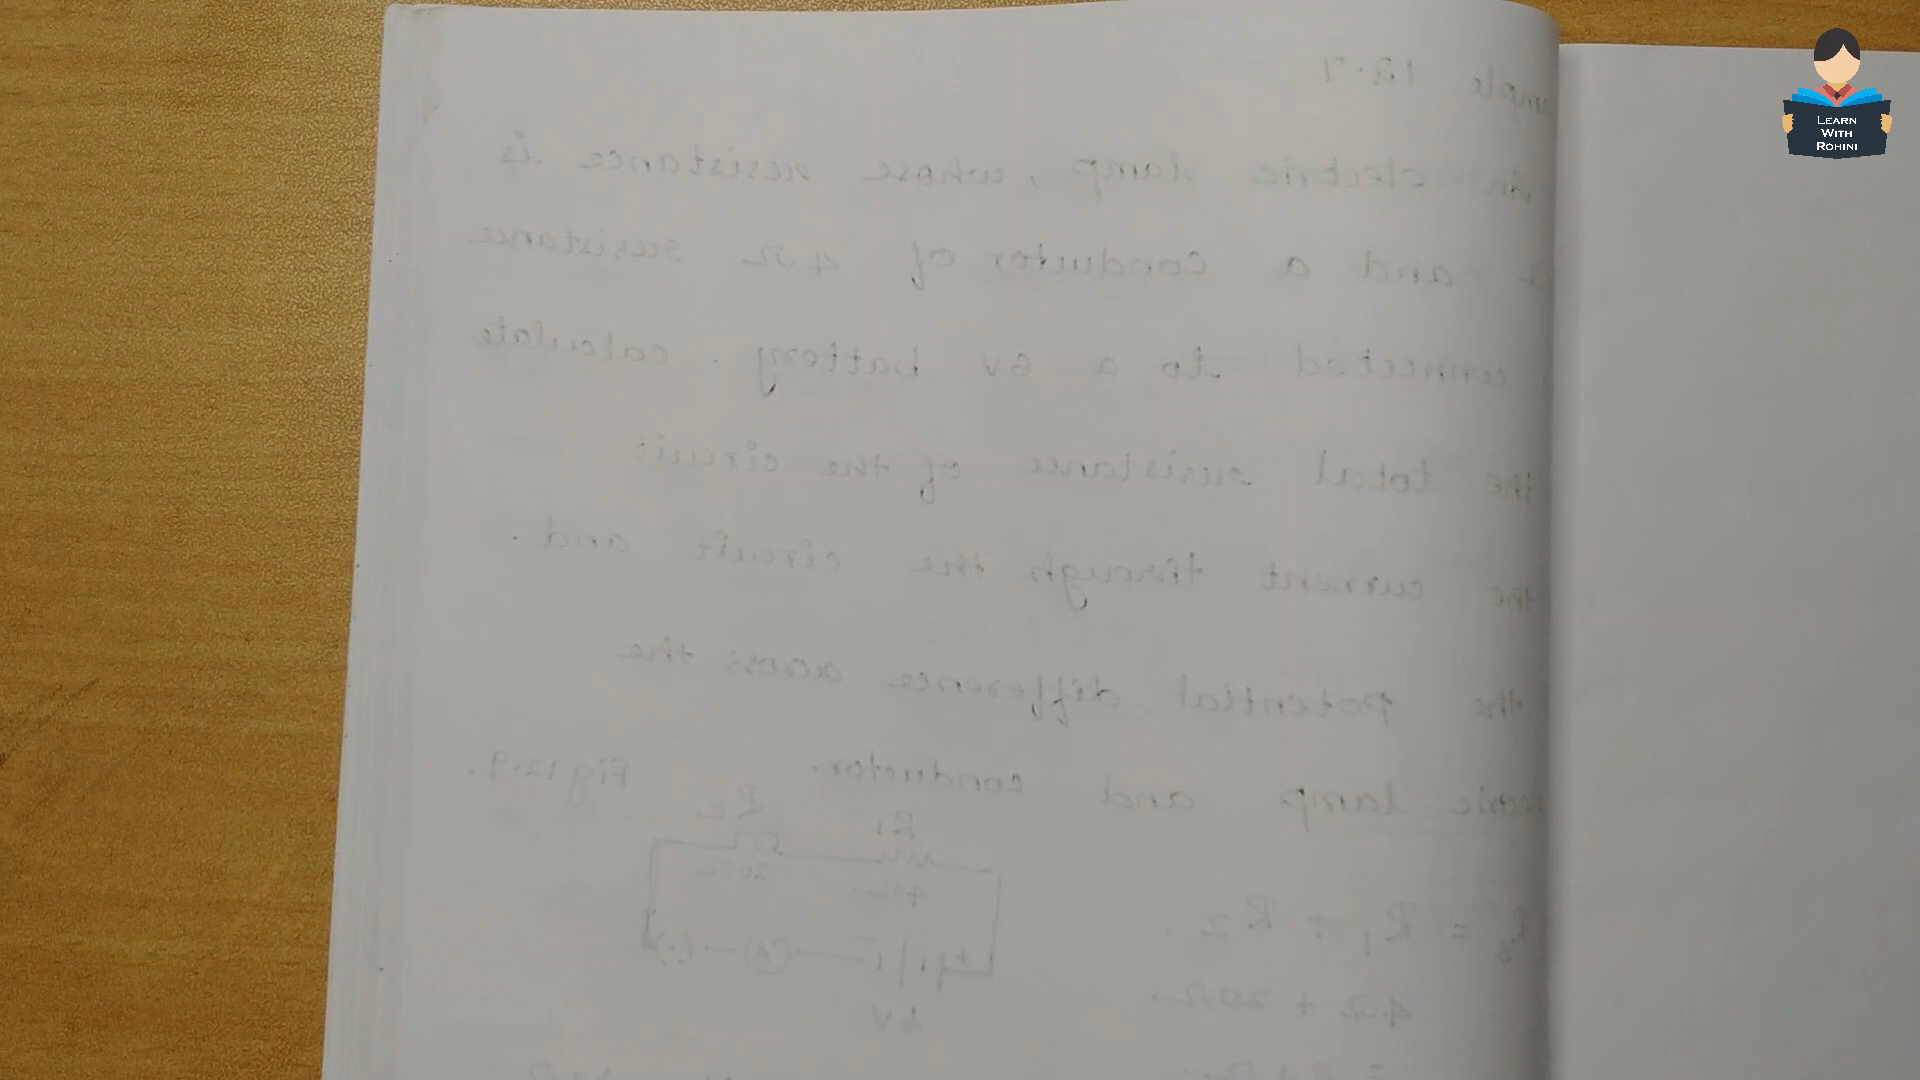 LEARN
WITH
ROHINI
12.7
electric lamp, whose resistance is
and a conductor of 4Ω resistance
connected to a 6V battery. calculate
the total resistance of the circuit
the current through the circuit and.
the potential difference across the
lamp and conductor. Fig 12.9.
R1 R2
4Ω 20Ω
6V
Rs = R1 + R2
4Ω + 20Ω